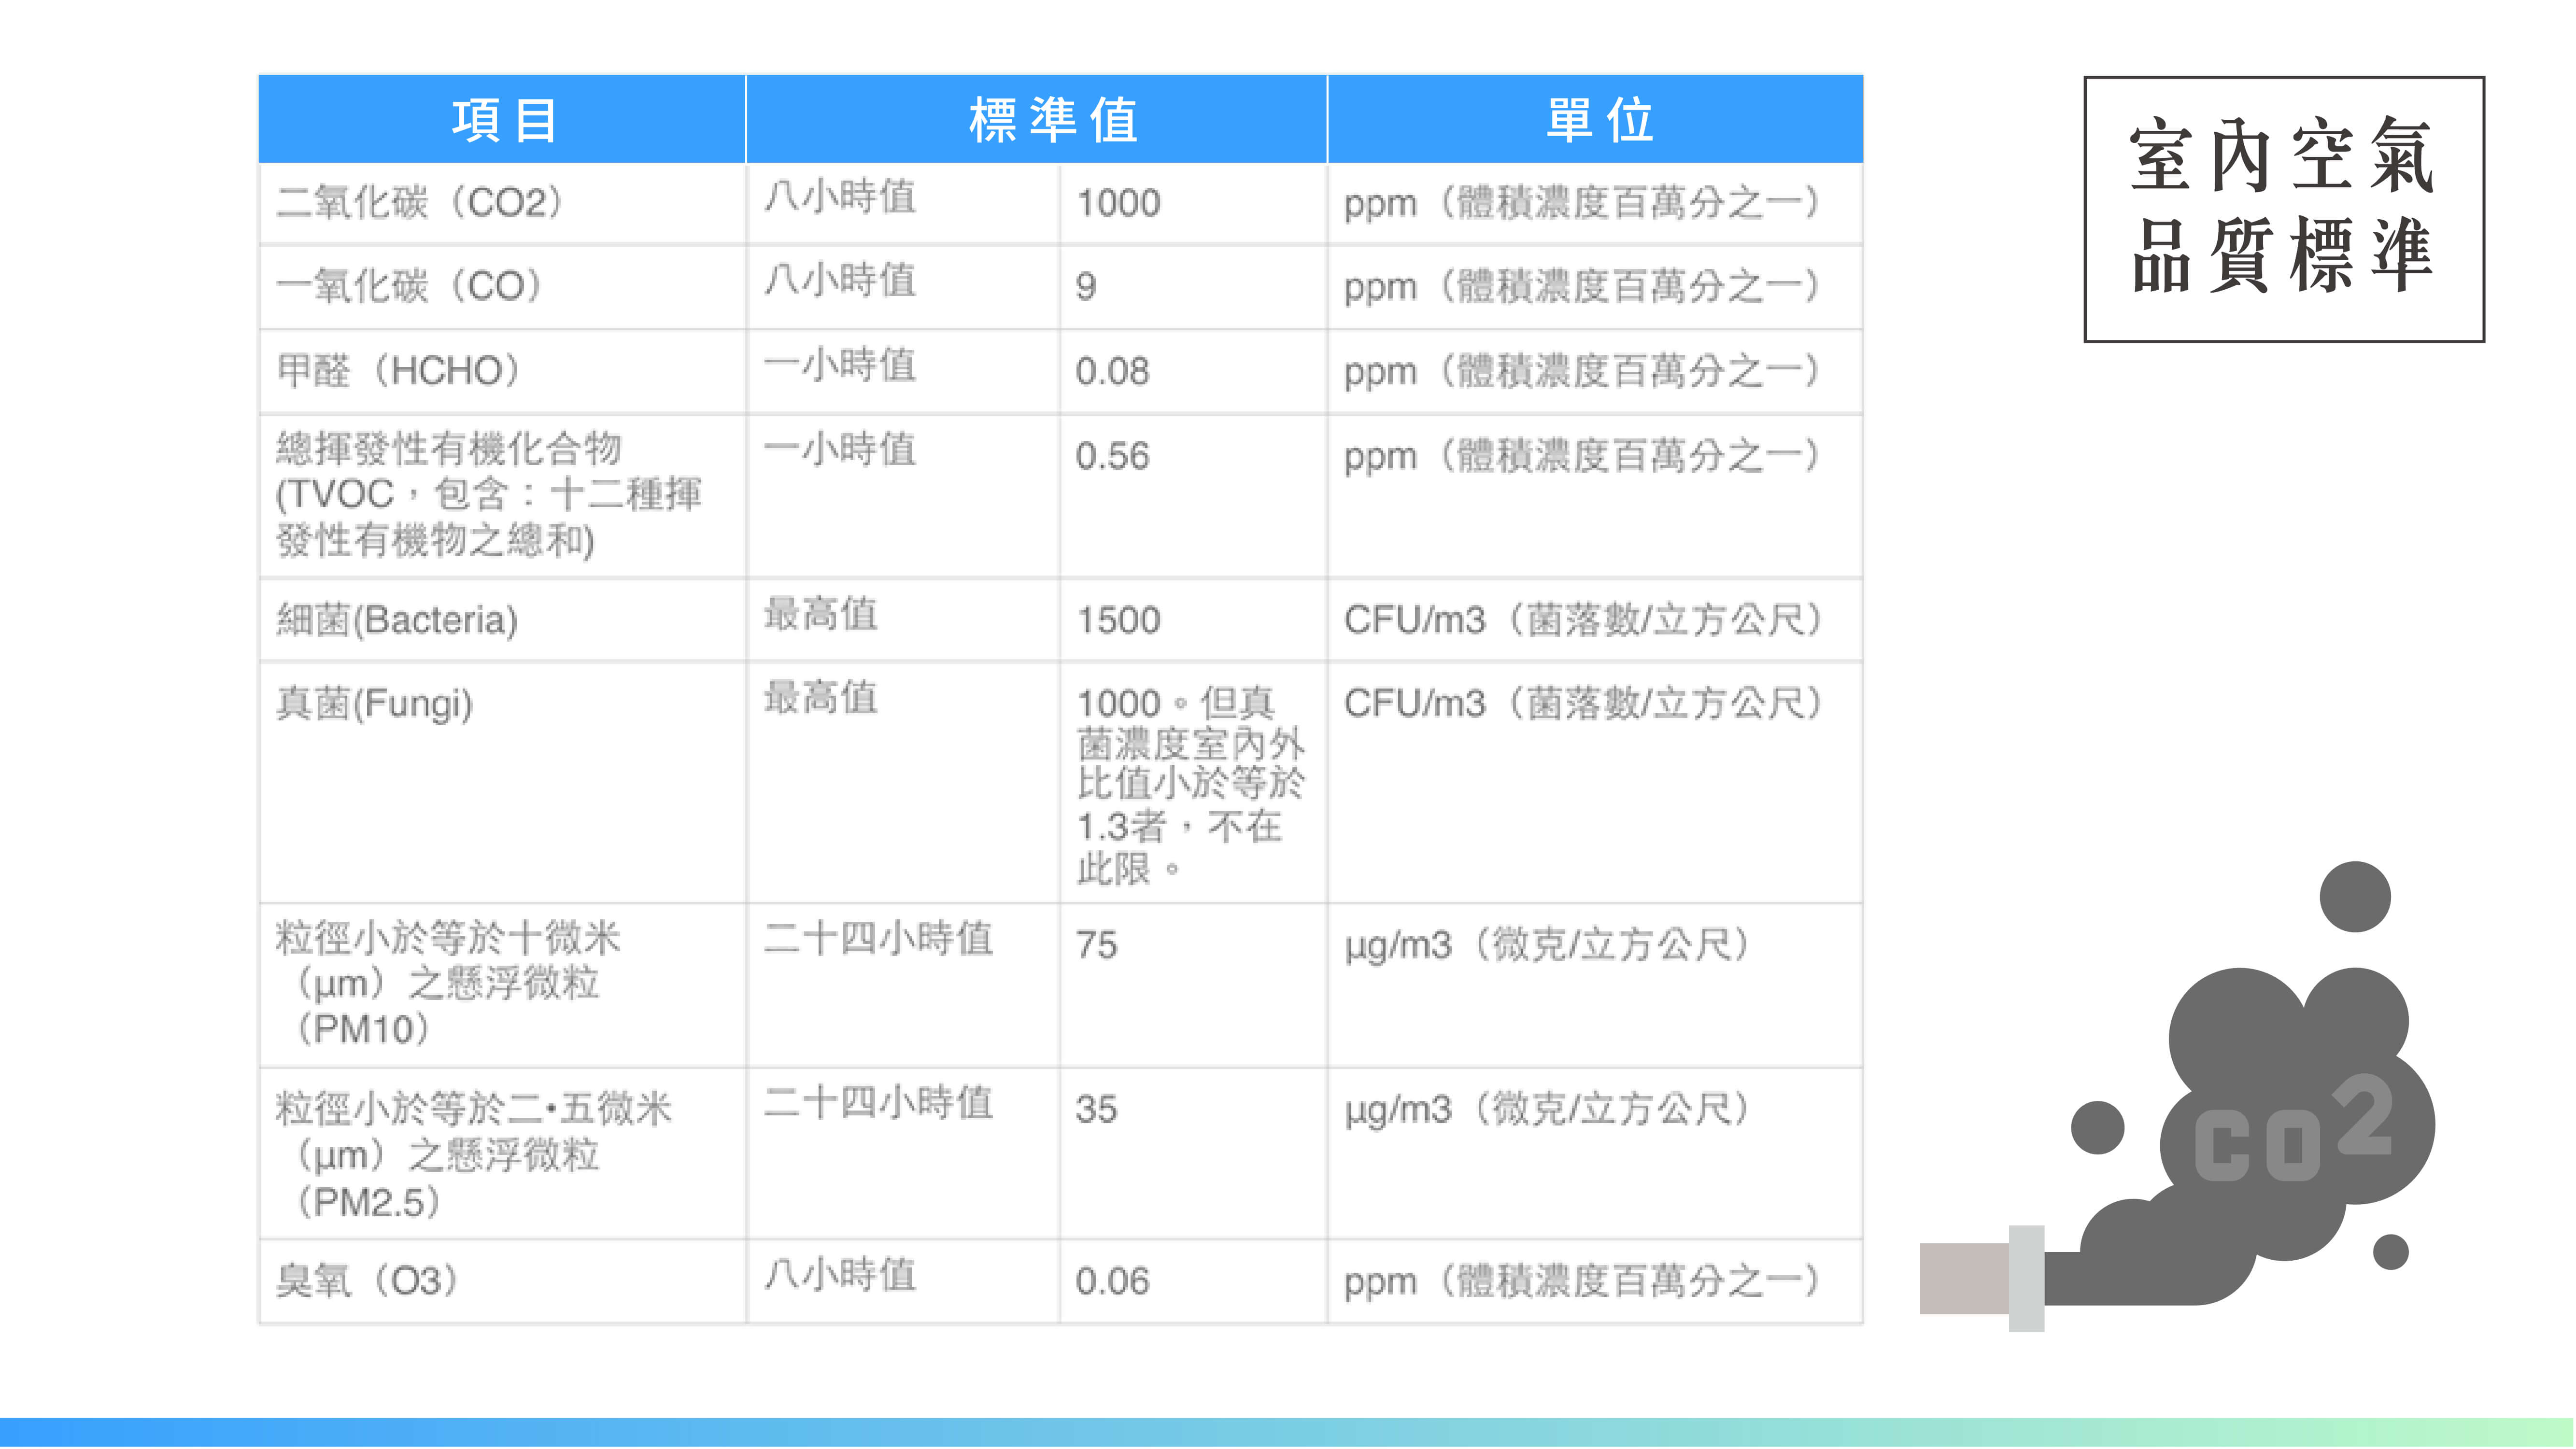 項目 標準值 單位
二氧化碳（CO2） 八小時值 1000 ppm（體積濃度百萬分之一）
一氧化碳（CO） 八小時值 9 ppm（體積濃度百萬分之一）
甲醛（HCHO） 一小時值 0.08 ppm（體積濃度百萬分之一）
總揮發性有機化合物 一小時值 0.56 ppm（體積濃度百萬分之一）
(TVOC，包含：十二種揮
發性有機物之總和)
細菌(Bacteria) 最高值 1500 CFU/m3（菌落數/立方公尺）
真菌(Fungi) 最高值 1000。但真 CFU/m3（菌落數/立方公尺）
菌濃度室內外
比值小於等於
1.3者，不在
此限。
粒徑小於等於十微米 二十四小時值 75 μg/m3（微克/立方公尺）
（μm）之懸浮微粒
（PM10）
粒徑小於等於二•五微米 二十四小時值 35 μg/m3（微克/立方公尺）
（μm）之懸浮微粒
（PM2.5）
臭氧（O3） 八小時值 0.06 ppm（體積濃度百萬分之一）
室內空氣
品質標準
CO2